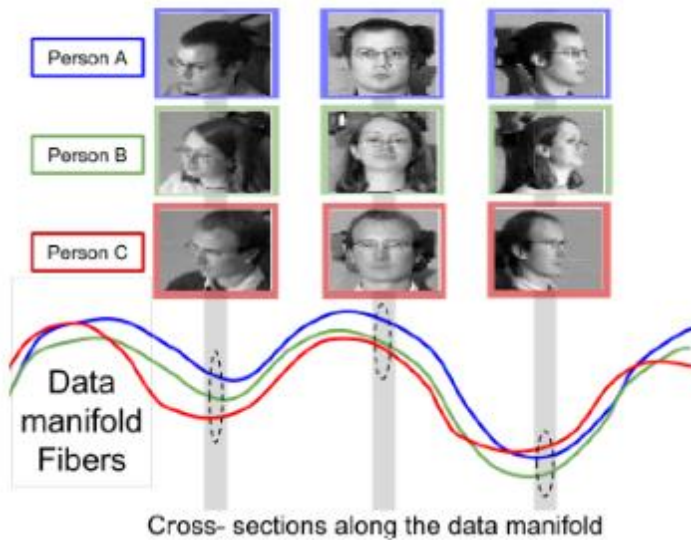 Person A
Person B
Person C
Data
manifold
Fibers
Cross- sections along the data manifold